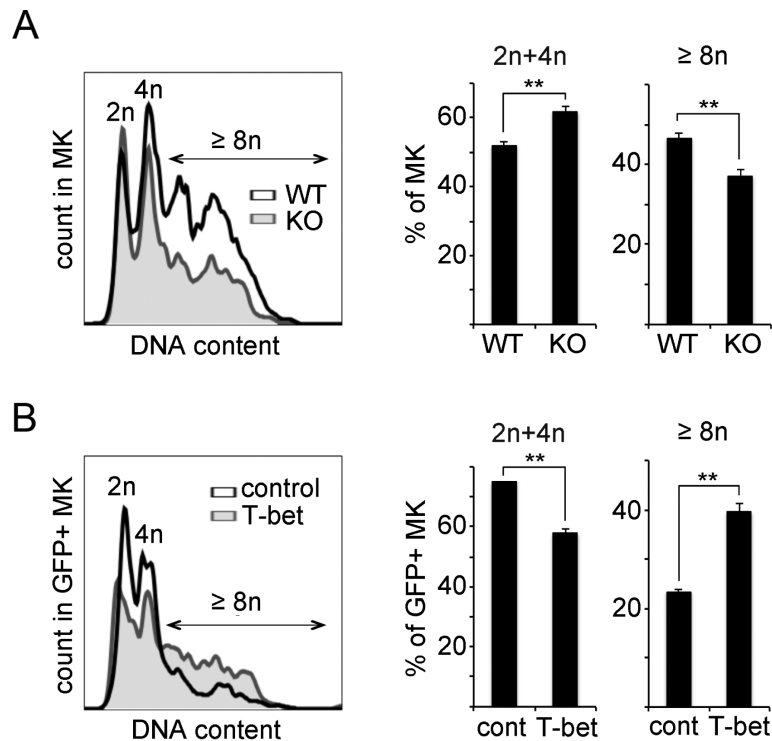 A
2n
4n
≥ 8n
WT
KO
count in MK
DNA content
2n+4n
**
60
40
20
% of MK
WT KO
≥ 8n
**
40
20
WT KO
B
2n
4n
control
T-bet
≥ 8n
count in GFP+ MK
DNA content
2n+4n
**
60
40
20
% of GFP+ MK
cont T-bet
≥ 8n
**
40
20
cont T-bet